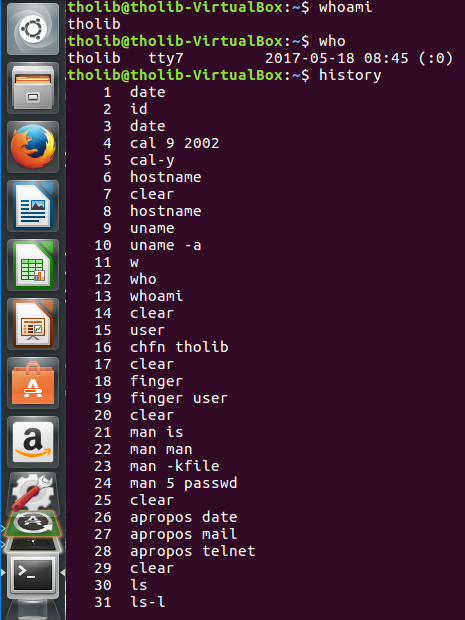 tholib@tholib-VirtualBox:~$ whoami
tholib
tholib@tholib-VirtualBox:~$ who
tholib   tty7         2017-05-18 08:45 (:0)
tholib@tholib-VirtualBox:~$ history
    1  date
    2  id
    3  date
    4  cal 9 2002
    5  cal-y
    6  hostname
    7  clear
    8  hostname
    9  uname
   10  uname -a
   11  w
   12  who
   13  whoami
   14  clear
   15  user
   16  chfn tholib
   17  clear
   18  finger
   19  finger user
   20  clear
   21  man is
   22  man man
   23  man -kfile
   24  man 5 passwd
   25  clear
   26  apropos date
   27  apropos mail
   28  apropos telnet
   29  clear
   30  ls
   31  ls-l